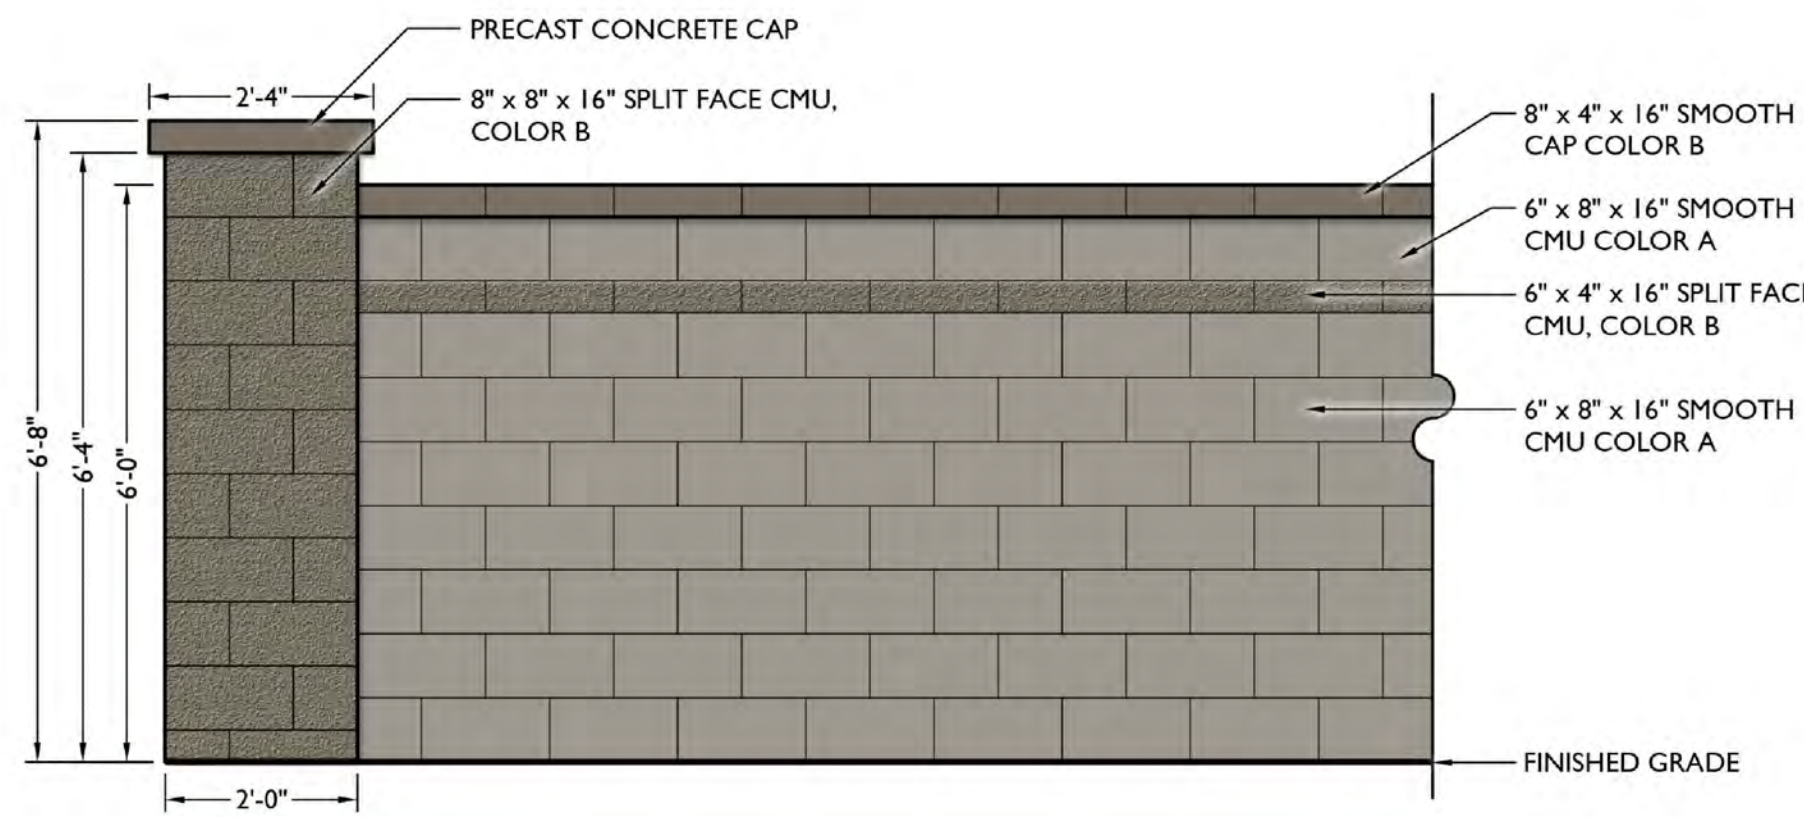 PRECAST CONCRETE CAP
2'-4"
8" x 8" x 16" SPLIT FACE CMU,
COLOR B
8" x 4" x 16" SMOOTH
CAP COLOR B
6" x 8" x 16" SMOOTH
CMU COLOR A
6" x 4" x 16" SPLIT FAC
CMU, COLOR B
6" x 8" x 16" SMOOTH
CMU COLOR A
6'-8"
6'-4"
6'-0"
FINISHED GRADE
2'-0"